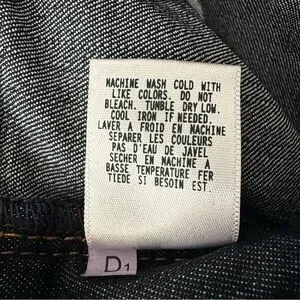 MACHINE WASH COLD WITH
LIKE COLORS. DO NOT
BLEACH. TUMBLE DRY LOW.
COOL IRON IF NEEDED.
LAVER A FROID EN MACHINE
SEPARER LES COULEURS
PAS D'EAU DE JAVEL
SECHER EN MACHINE A
BASSE TEMPERATURE FER
TIEDE SI BESOIN EST.
D1